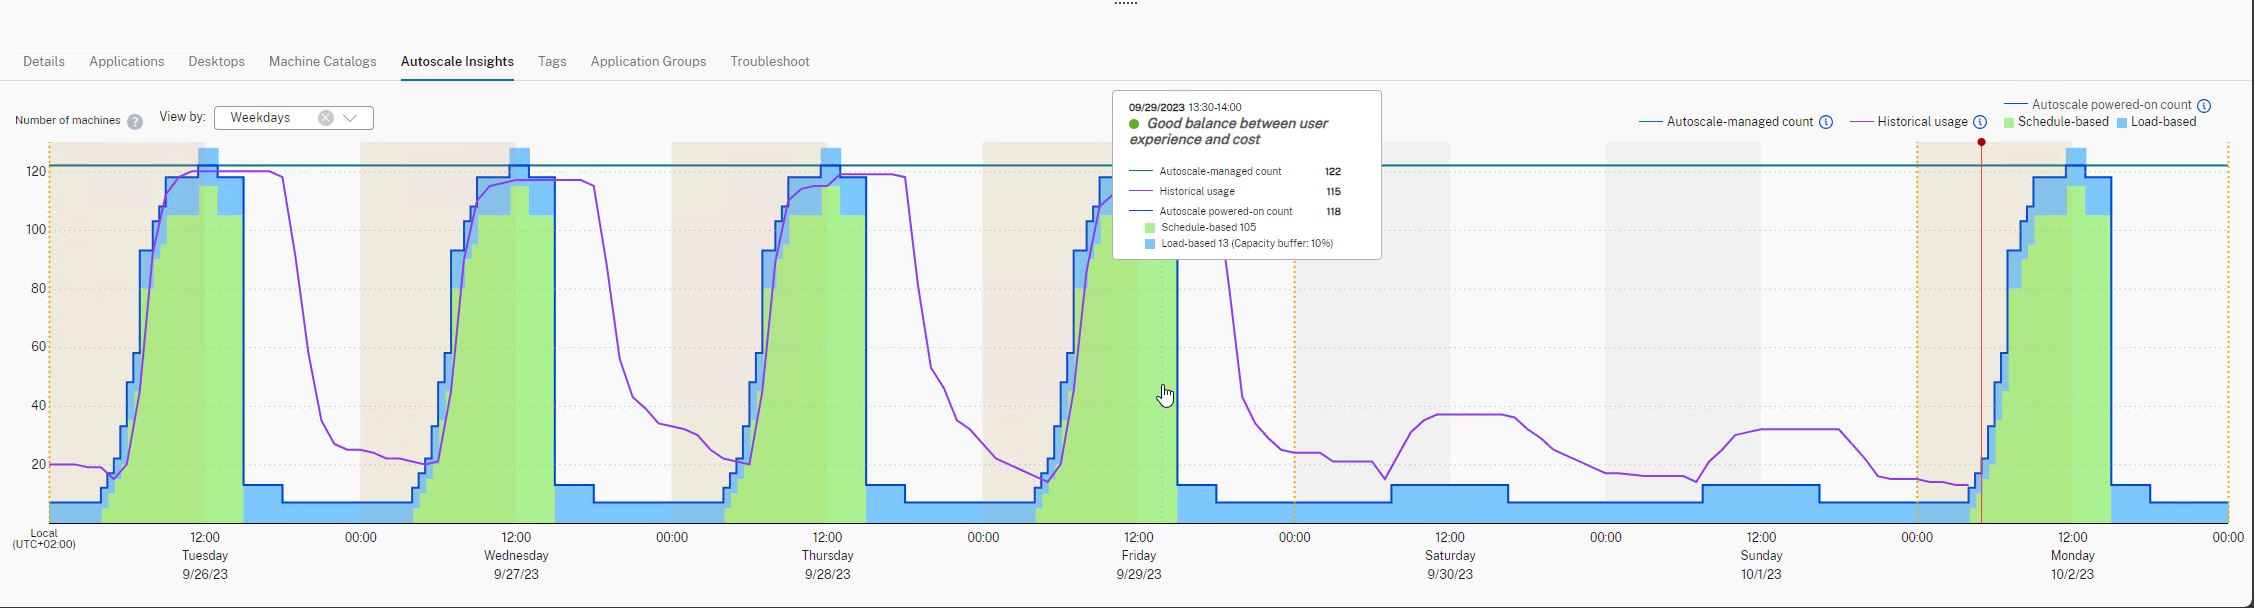 Details Applications Desktops Machine Catalogs Autoscale Insights Tags Application Groups Troubleshoot
Number of machines ? View by: Weekdays
Autoscale-managed count Historical usage Autoscale powered-on count
Schedule-based Load-based
09/29/2023 13:30-14:00
Good balance between user
experience and cost
Autoscale-managed count 122
Historical usage 115
Autoscale powered-on count 118
Schedule-based 105
Load-based 13 (Capacity buffer: 10%)
120
100
80
60
40
20
Local
(UTC+02:00)
12:00 00:00 12:00 00:00 12:00 00:00 12:00 00:00 12:00 00:00 12:00 00:00 12:00 00:00
Tuesday Wednesday Thursday Friday Saturday Sunday Monday
9/26/23 9/27/23 9/28/23 9/29/23 9/30/23 10/1/23 10/2/23